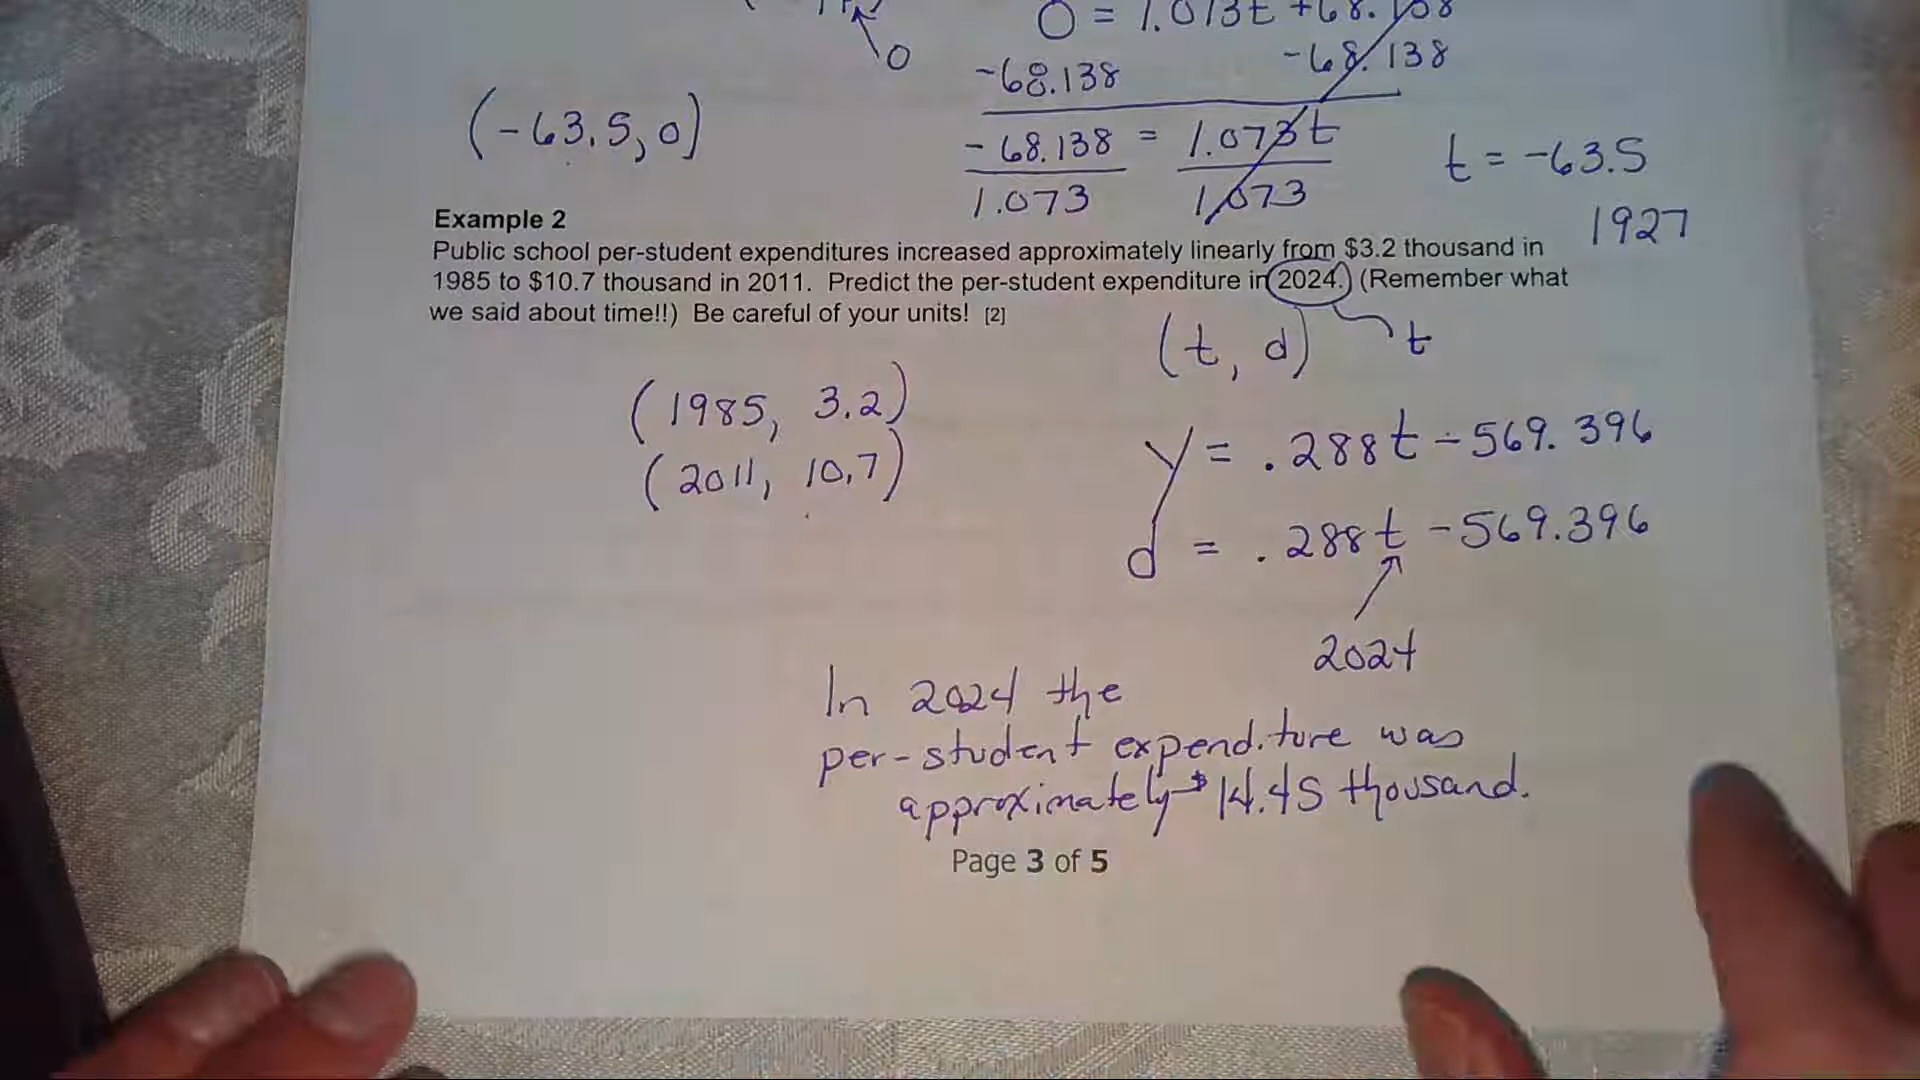 0 = 1.073t + 68.138
0
-68.138 -68.138
(-63.5, 0)
-68.138 = 1.073t
1.073 1.073
t = -63.5
1927
Example 2
Public school per-student expenditures increased approximately linearly from $3.2 thousand in
1985 to $10.7 thousand in 2011. Predict the per-student expenditure in 2024. (Remember what
we said about time!!) Be careful of your units! [2]
(t, d) t
(1985, 3.2)
(2011, 10.7)
y = .288t - 569.396
d = .288t - 569.396
2024
In 2024 the
per-student expenditure was
approximately $14.45 thousand.
Page 3 of 5